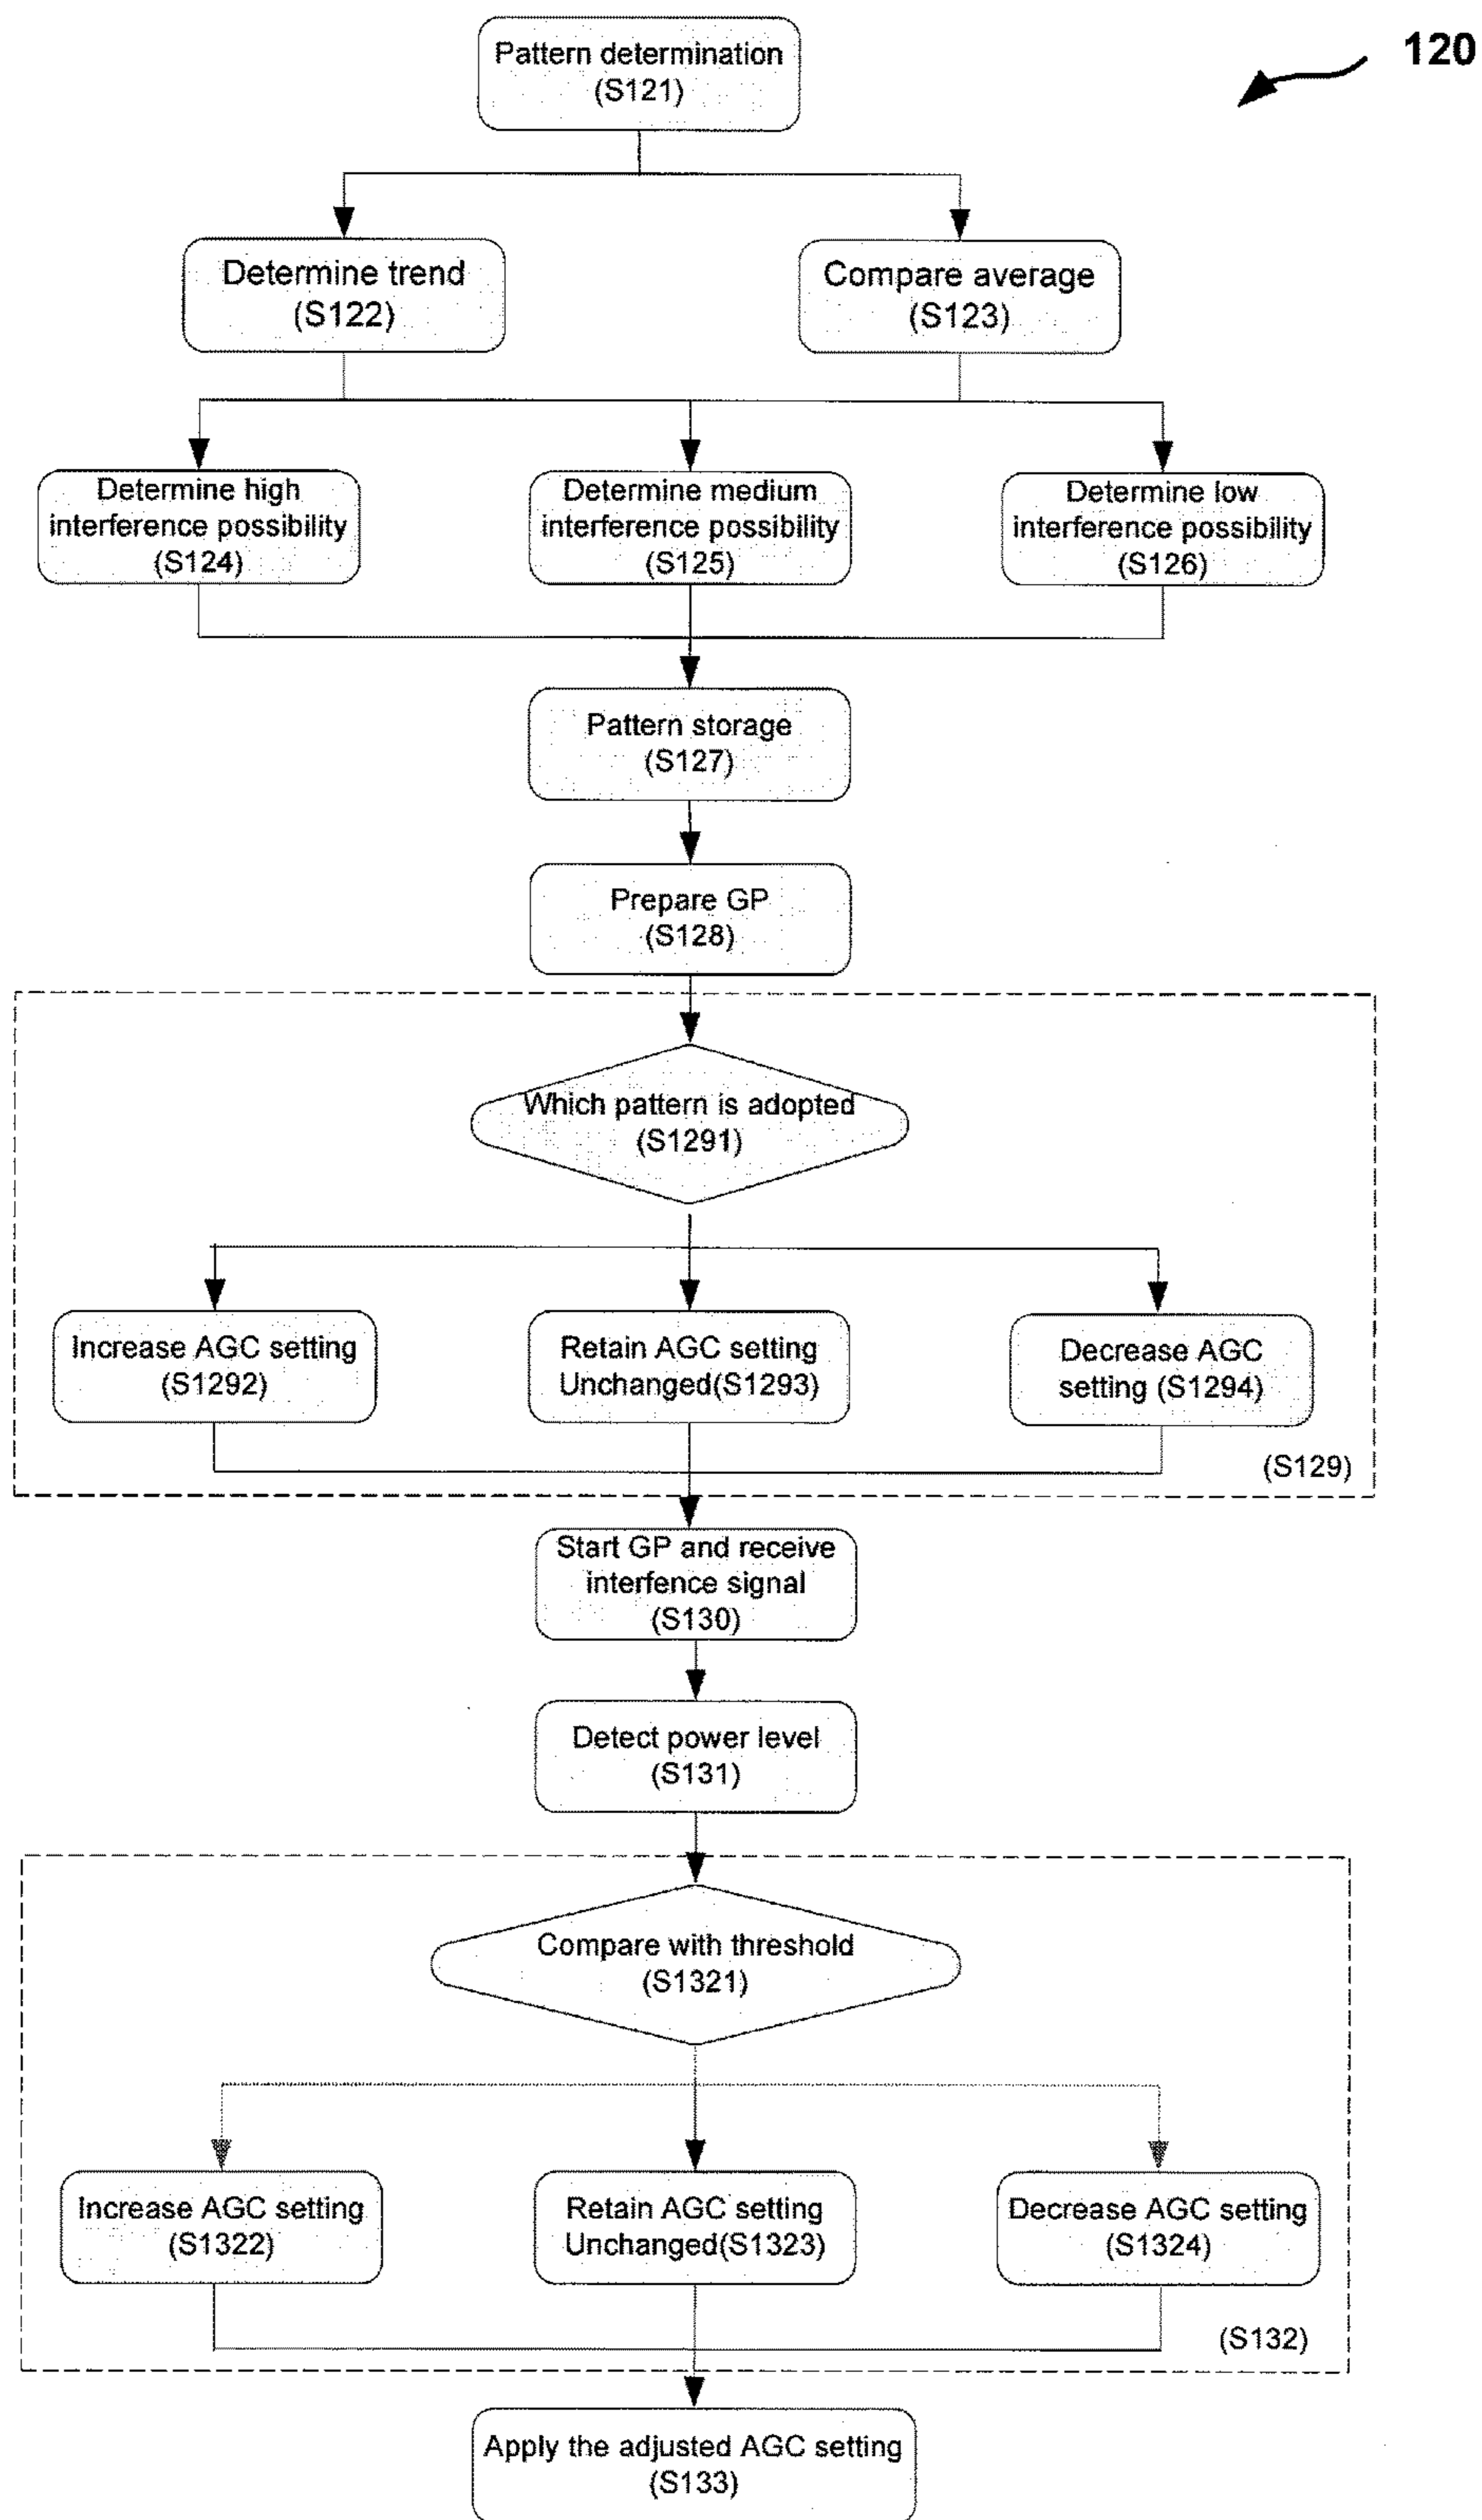 120
Pattern determination
(S121)
Determine trend
(S122)
Compare average
(S123)
Determine high
interference possibility
(S124)
Determine medium
interference possibility
(S125)
Determine low
interference possibility
(S126)
Pattern storage
(S127)
Prepare GP
(S128)
Which pattern is adopted
(S1291)
Increase AGC setting
(S1292)
Retain AGC setting
Unchanged(S1293)
Decrease AGC
setting (S1294)
(S129)
Start GP and receive
interfence signal
(S130)
Detect power level
(S131)
Compare with threshold
(S1321)
Increase AGC setting
(S1322)
Retain AGC setting
Unchanged(S1323)
Decrease AGC setting
(S1324)
(S132)
Apply the adjusted AGC setting
(S133)